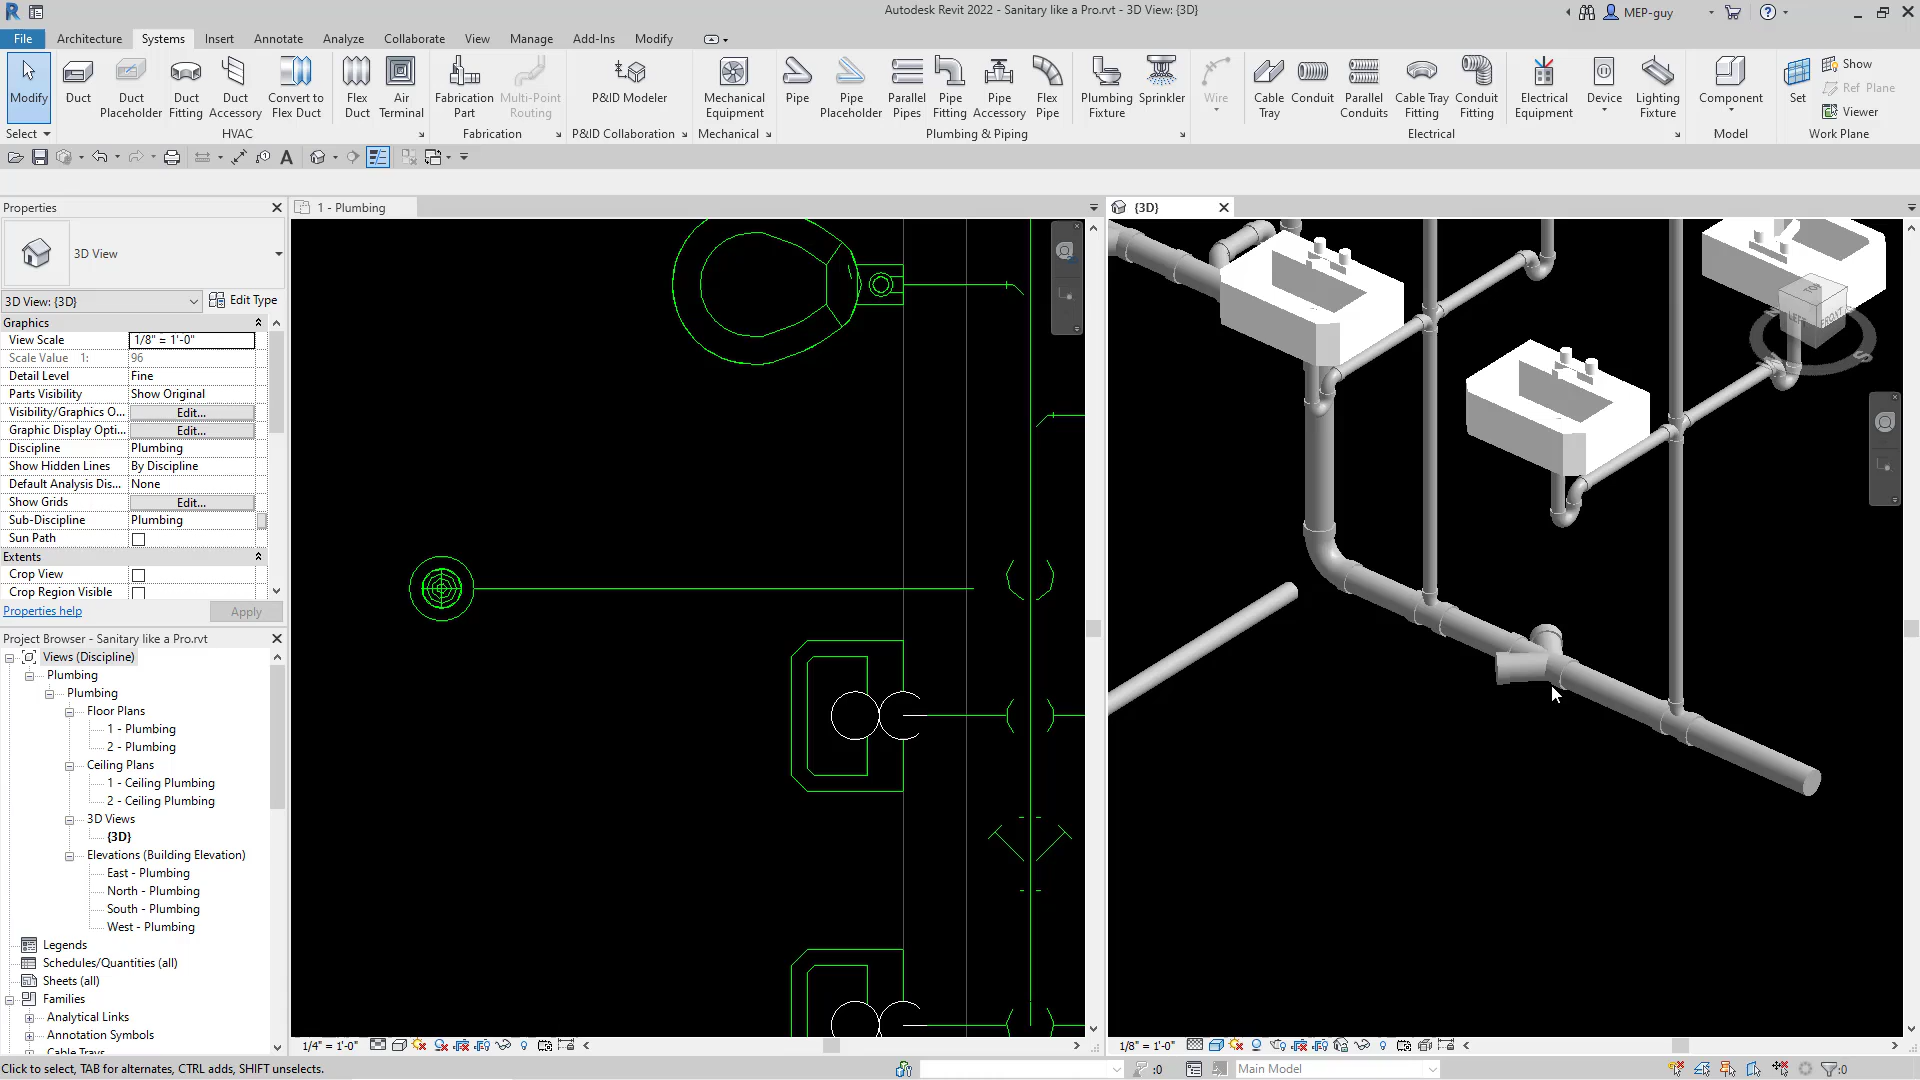 Autodesk Revit 2022 - Sanitary like a Pro.rvt - 3D View: {3D}
MEP-guy
File Architecture Systems Insert Annotate Analyze Collaborate View Manage Add-Ins Modify
Modify
Duct
Duct Placeholder
Duct Fitting
Duct Accessory
Convert to Flex Duct
Flex Duct
Air Terminal
Fabrication Part
Multi-Point Routing
P&ID Modeler
Mechanical Equipment
Pipe
Pipe Placeholder
Parallel Pipes
Pipe Fitting
Pipe Accessory
Flex Pipe
Plumbing Fixture
Sprinkler
Wire
Cable Tray
Conduit
Parallel Conduits
Cable Tray Fitting
Conduit Fitting
Electrical Equipment
Device
Lighting Fixture
Component
Set
Show
Ref Plane
Viewer
Select HVAC Fabrication P&ID Collaboration Mechanical Plumbing & Piping Electrical Model Work Plane
Properties
1 - Plumbing
{3D}
3D View
3D View: {3D}
Edit Type
Graphics
View Scale 1/8" = 1'-0"
Scale Value 1: 96
Detail Level Fine
Parts Visibility Show Original
Visibility/Graphics O... Edit...
Graphic Display Opti... Edit...
Discipline Plumbing
Show Hidden Lines By Discipline
Default Analysis Dis... None
Show Grids Edit...
Sub-Discipline Plumbing
Sun Path
Extents
Crop View
Crop Region Visible
Properties help
Apply
Project Browser - Sanitary like a Pro.rvt
Views (Discipline)
Plumbing
Plumbing
Floor Plans
1 - Plumbing
2 - Plumbing
Ceiling Plans
1 - Ceiling Plumbing
2 - Ceiling Plumbing
3D Views
{3D}
Elevations (Building Elevation)
East - Plumbing
North - Plumbing
South - Plumbing
West - Plumbing
Legends
Schedules/Quantities (all)
Sheets (all)
Families
Analytical Links
Annotation Symbols
Cable Trays
TOP
LEFT
FRONT
S
1/4" = 1'-0"
1/8" = 1'-0"
Click to select, TAB for alternates, CTRL adds, SHIFT unselects.
:0
Main Model
:0